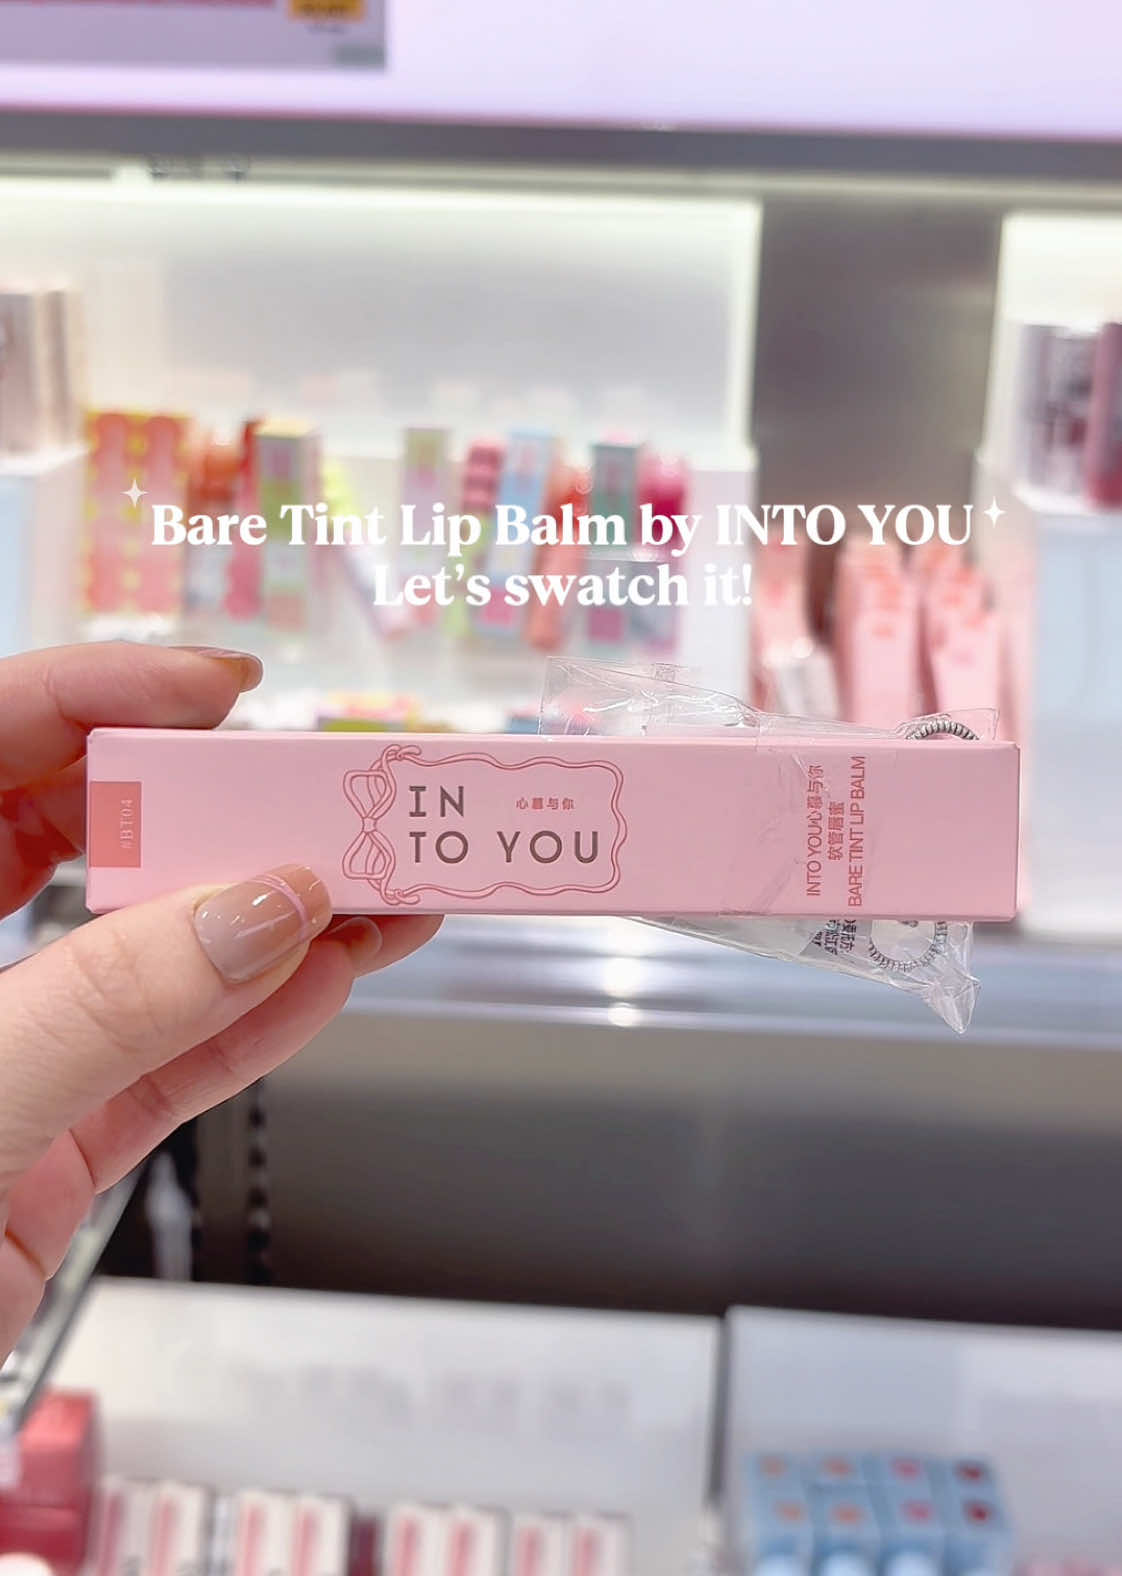 Bare Tint Lip Balm by INTO YOU
Let's swatch it!
#BT04
IN
心慕与你
TO YOU
INTO YOU心慕与你
软管唇蜜
BARE TINT LIP BALM